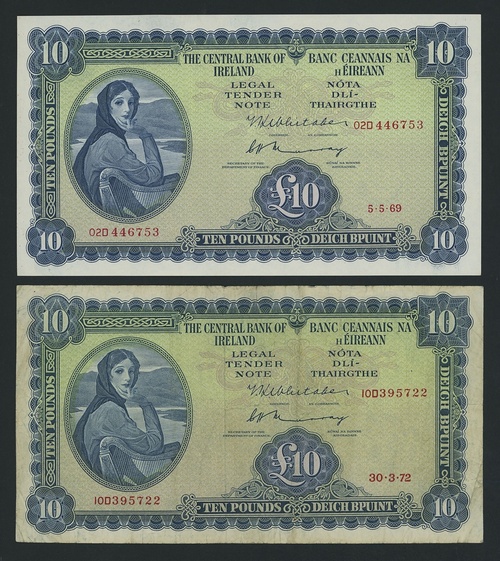 10 10
THE CENTRAL BANK OF BANC CEANNAIS NA
IRELAND hÉIREANN
LEGAL NÓTA
TENDER DLÍ-
NOTE THAIRGTHE
02D 446753
TEN POUNDS
DEICH BPUINT
£10
5·5·69
02D 446753
10 10
TEN POUNDS DEICH BPUINT
10 10
THE CENTRAL BANK OF BANC CEANNAIS NA
IRELAND hÉIREANN
LEGAL NÓTA
TENDER DLÍ-
NOTE THAIRGTHE
10D395722
TEN POUNDS
DEICH BPUINT
£10
30·3·72
10D395722
10 10
TEN POUNDS DEICH BPUINT